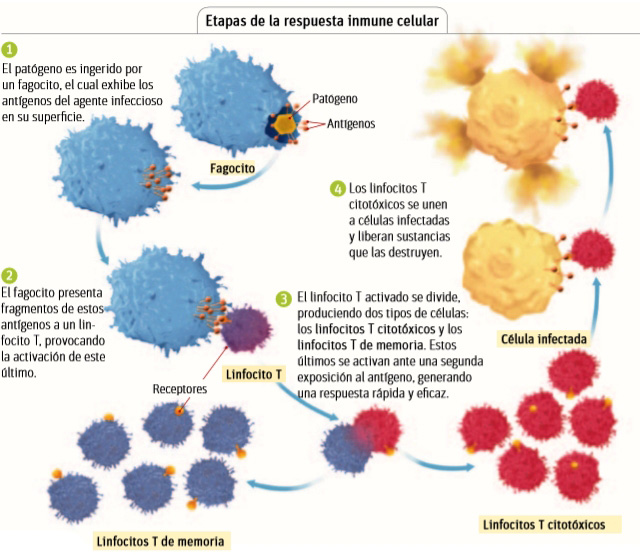 Etapas de la respuesta inmune celular
1
El patógeno es ingerido por
un fagocito, el cual exhibe los
antígenos del agente infeccioso
en su superficie.
Patógeno
Antígenos
Fagocito
2
El fagocito presenta
fragmentos de estos
antígenos a un lin-
focito T, provocando
la activación de este
último.
Receptores
Linfocito T
3
El linfocito T activado se divide,
produciendo dos tipos de células:
los linfocitos T citotóxicos y los
linfocitos T de memoria. Estos
últimos se activan ante una segunda
exposición al antígeno, generando
una respuesta rápida y eficaz.
4
Los linfocitos T
citotóxicos se unen
a células infectadas
y liberan sustancias
que las destruyen.
Célula infectada
Linfocitos T de memoria
Linfocitos T citotóxicos